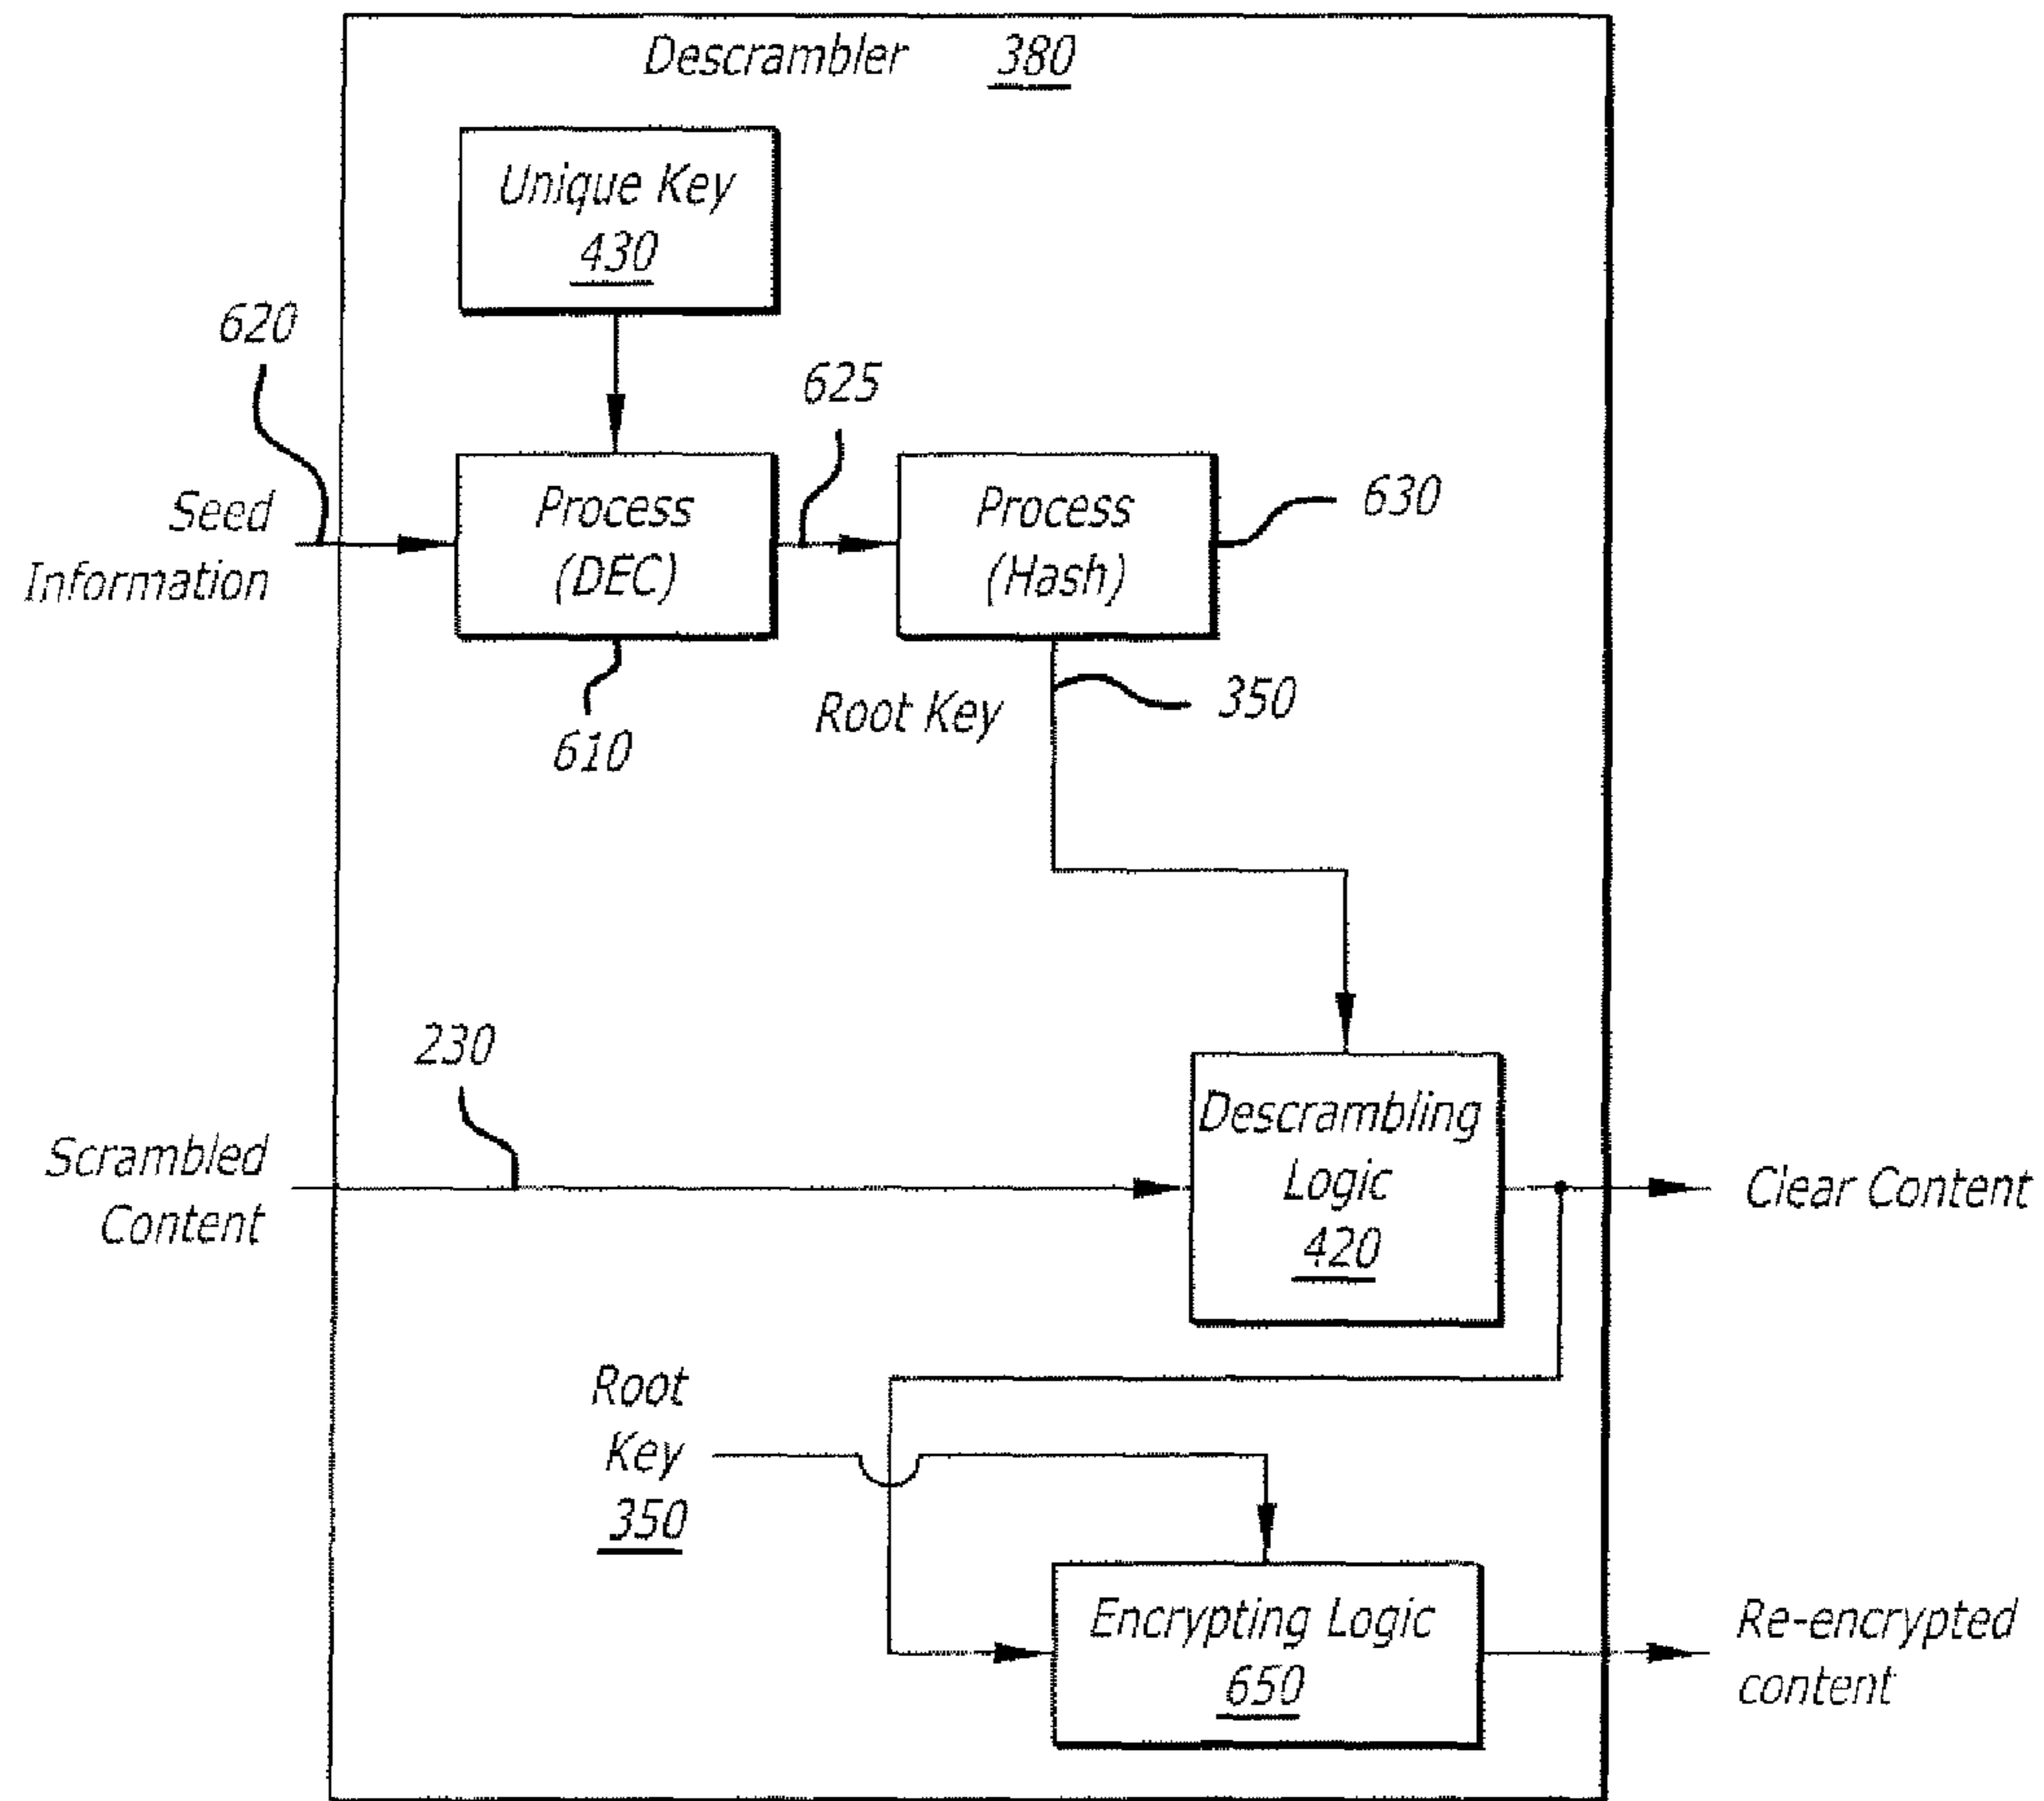 Descrambler 380
Unique Key
430
620
625
Seed
Information
Process
(DEC)
Process
(Hash)
630
610
Root Key
350
230
Scrambled
Content
Descrambling
Logic
420
Clear Content
Root
Key
350
Encrypting Logic
650
Re-encrypted
content